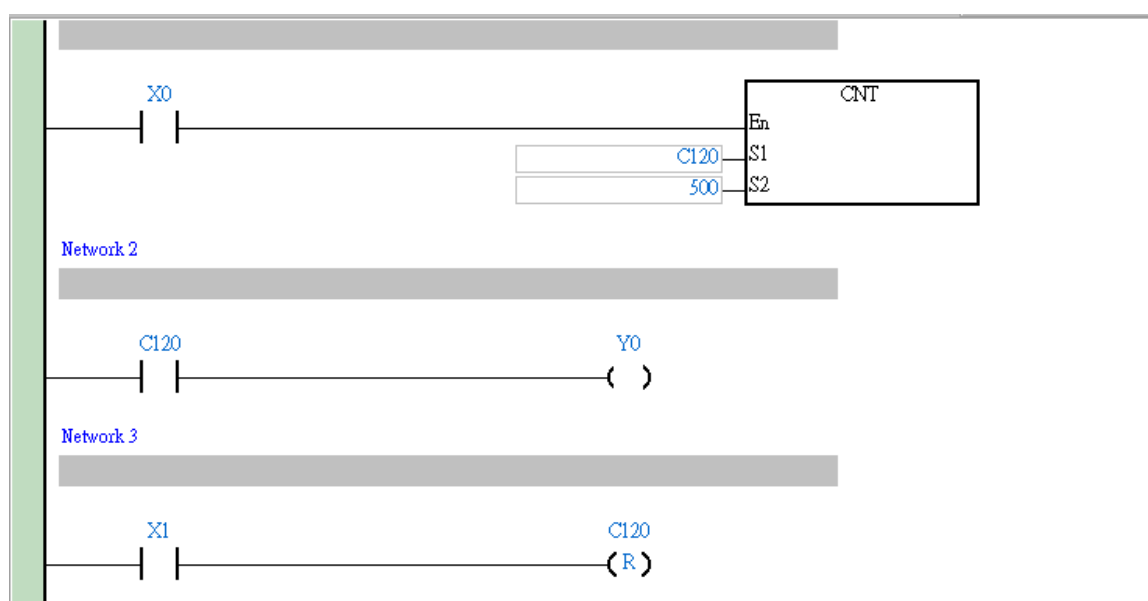 X0
CNT
En
C120 S1
500 S2
Network 2
C120 Y0
Network 3
X1 C120
R